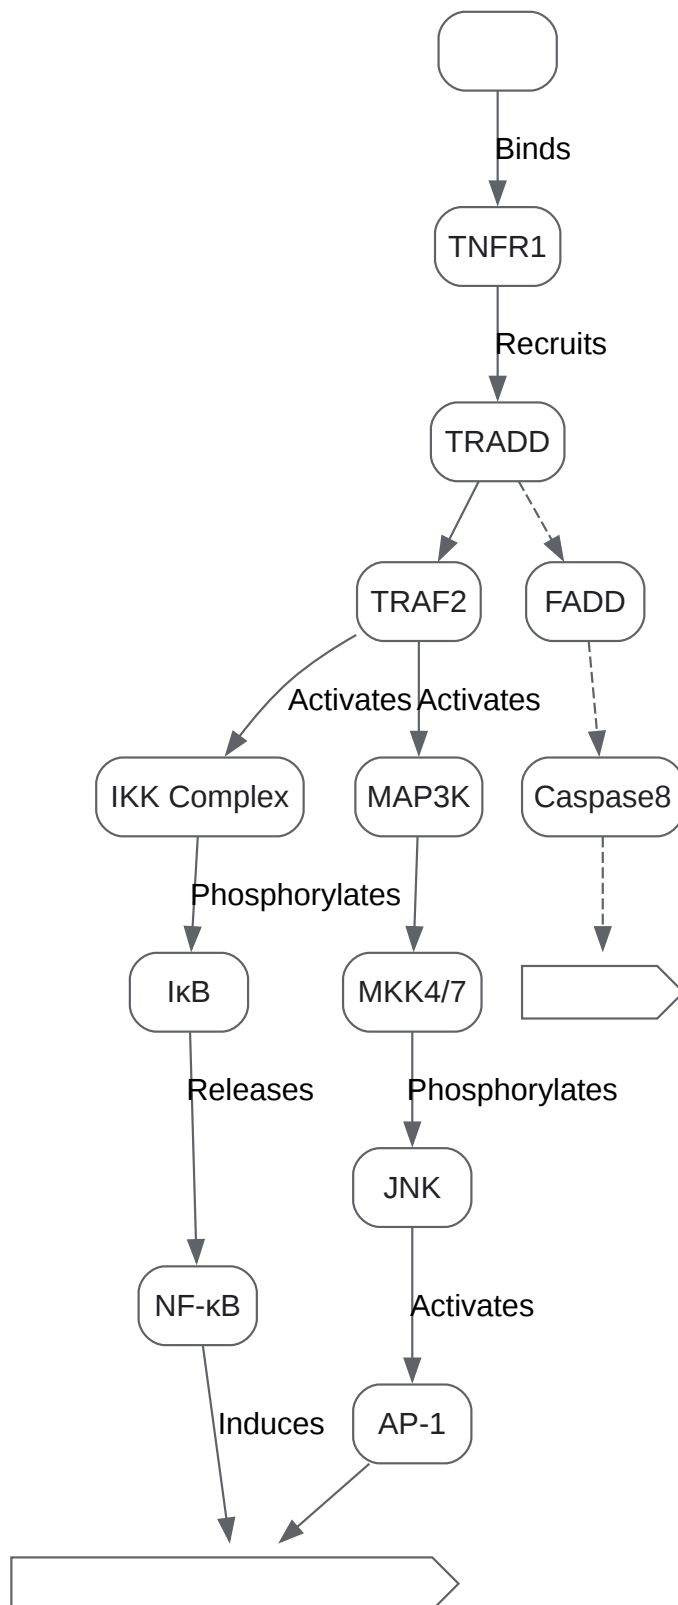 Binds
TNFR1
Recruits
TRADD
TRAF2
FADD
Activates
Activates
IKK Complex
MAP3K
Caspase8
Phosphorylates
IκB
MKK4/7
Releases
Phosphorylates
JNK
NF-κB
Activates
Induces
AP-1